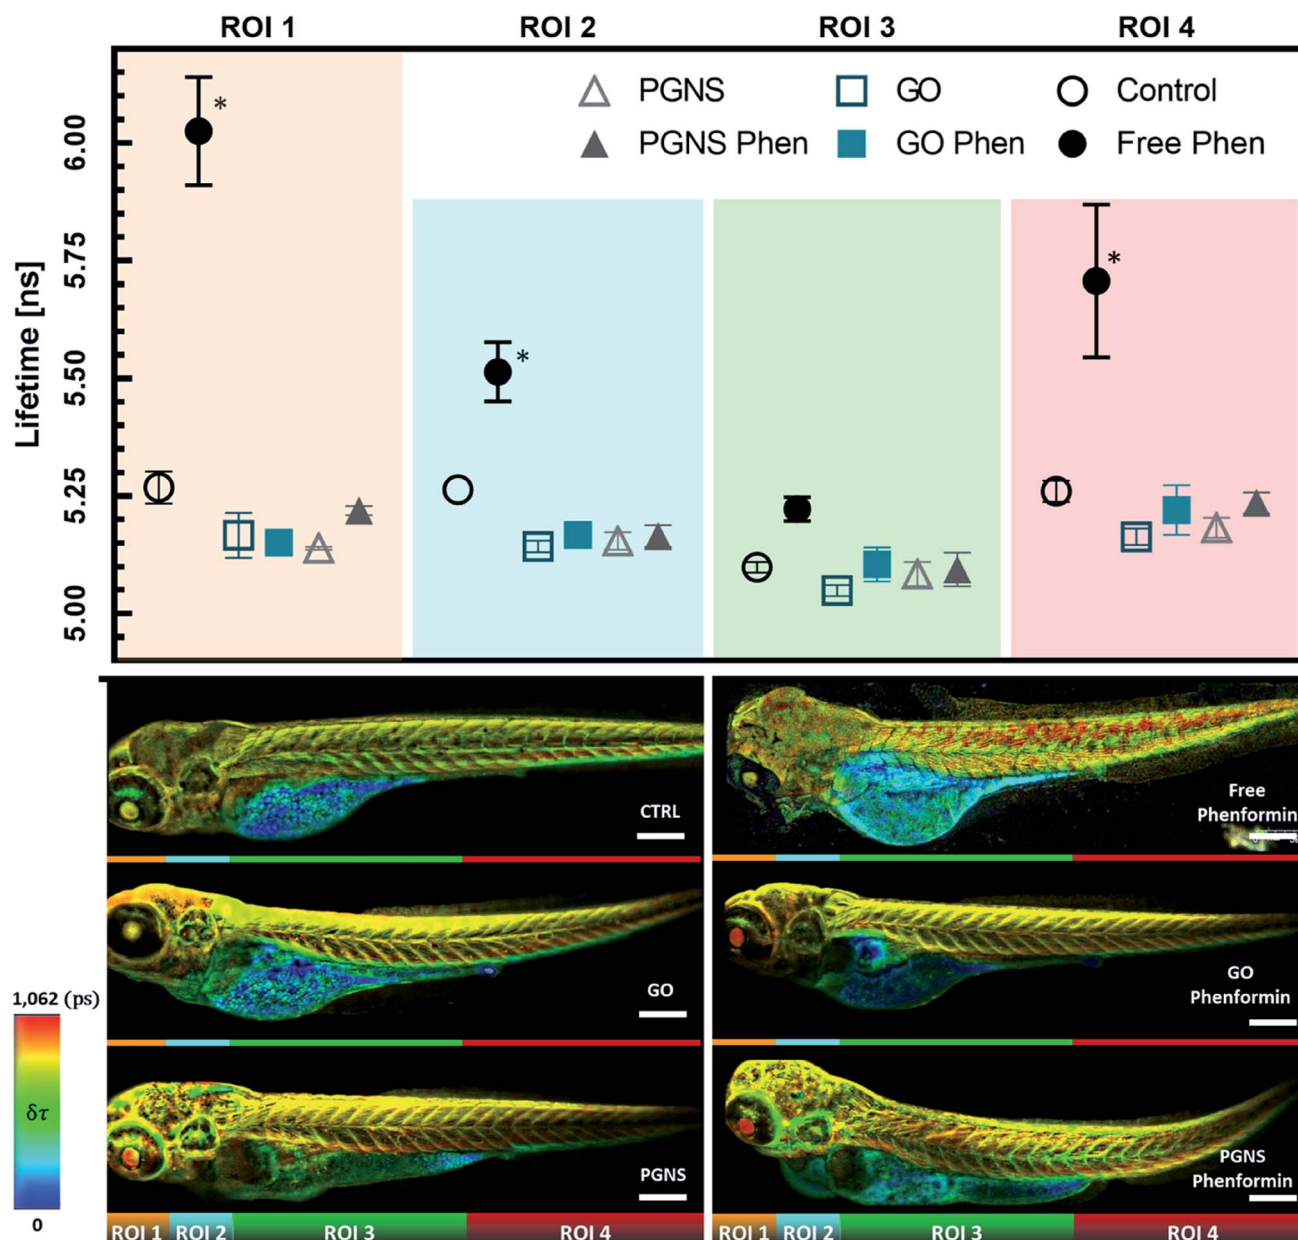 ROI 1 ROI 2 ROI 3 ROI 4
PGNS GO Control
PGNS Phen GO Phen Free Phen
*
*
*
Lifetime [ns]
6.00
5.75
5.50
5.25
5.00
CTRL
Free
Phenformin
GO
GO
Phenformin
PGNS
PGNS
Phenformin
1,062 (ps)
δτ
0
ROI 1 ROI 2 ROI 3 ROI 4
ROI 1 ROI 2 ROI 3 ROI 4